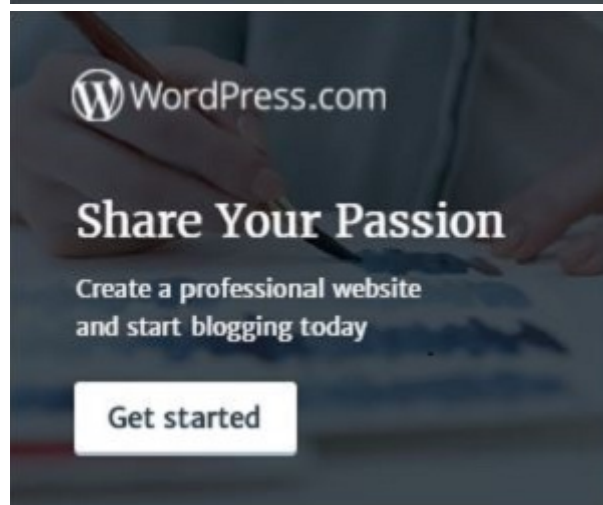 WordPress.com
Share Your Passion
Create a professional website
and start blogging today
Get started